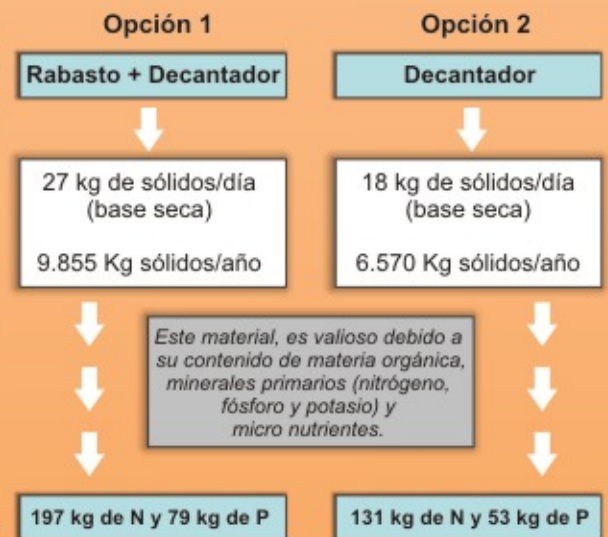 Opción 1
Rabasto + Decantador
27 kg de sólidos/día
(base seca)
9.855 Kg sólidos/año
Opción 2
Decantador
18 kg de sólidos/día
(base seca)
6.570 Kg sólidos/año
Este material, es valioso debido a
su contenido de materia orgánica,
minerales primarios (nitrógeno,
fósforo y potasio) y
micro nutrientes.
197 kg de N y 79 kg de P
131 kg de N y 53 kg de P